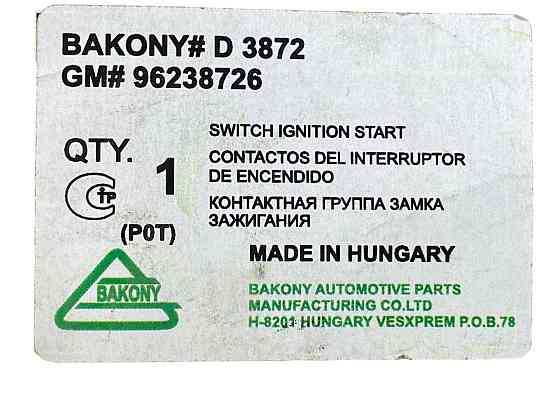 BAKONY# D 3872
GM# 96238726
QTY. 1
SWITCH IGNITION START
CONTACTOS DEL INTERRUPTOR
DE ENCENDIDO
КОНТАКТНАЯ ГРУППА ЗАМКА
ЗАЖИГАНИЯ
(P0T)
MADE IN HUNGARY
BAKONY
BAKONY AUTOMOTIVE PARTS
MANUFACTURING CO.LTD
H-8201 HUNGARY VESXPREM P.O.B.78